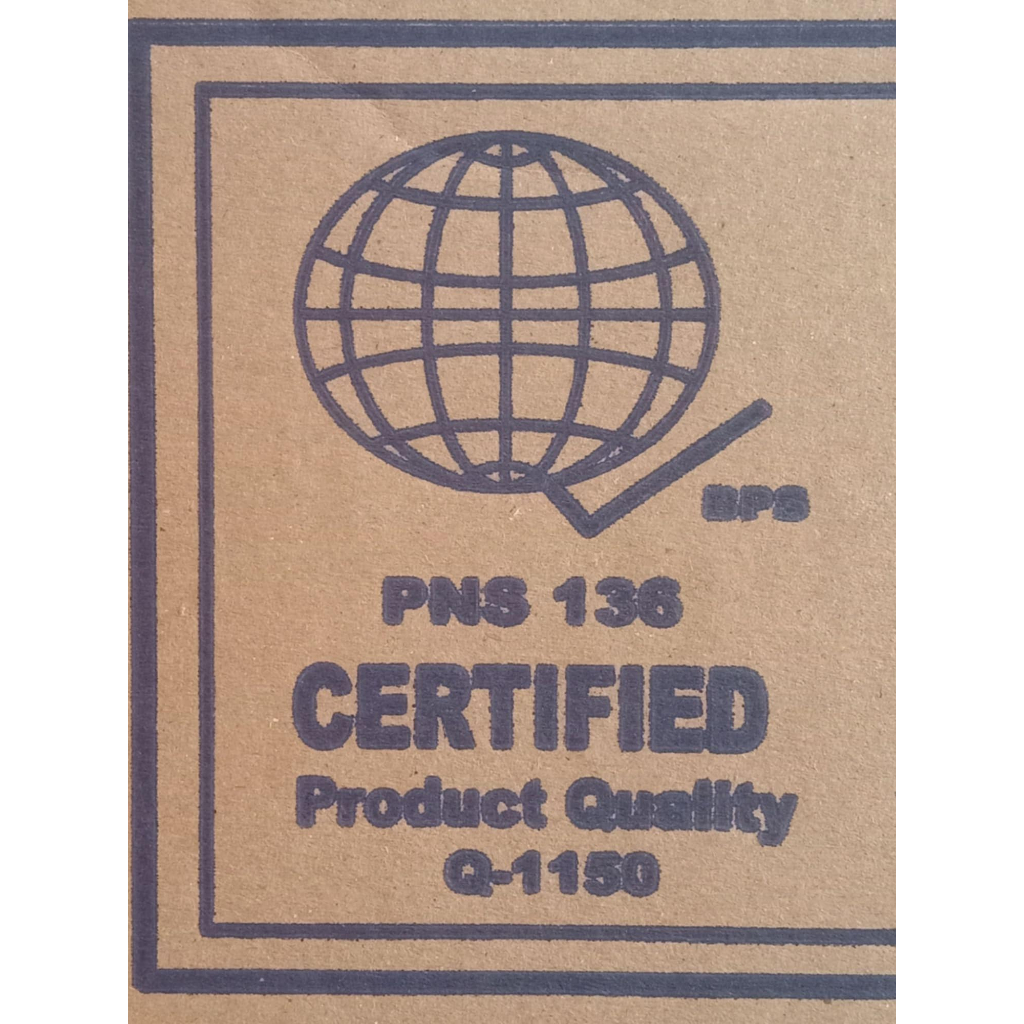 BPS
PNS 136
CERTIFIED
Product Quality
Q-1150